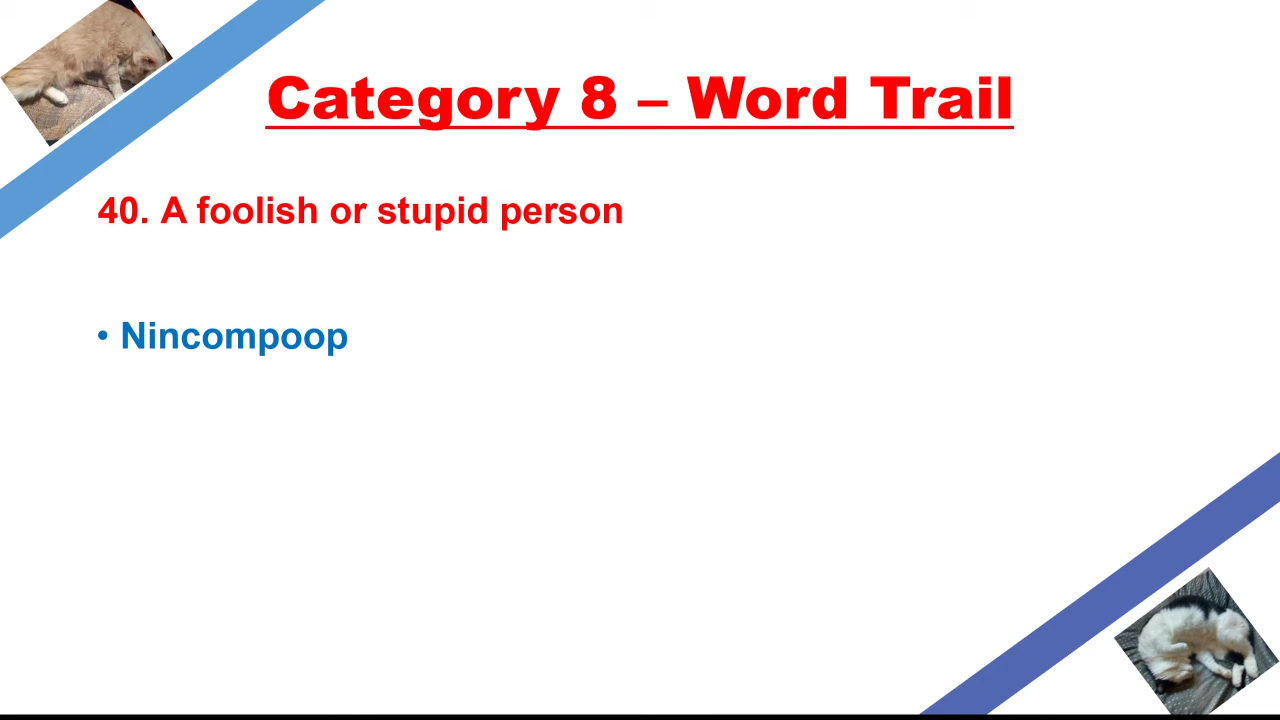 Category 8 – Word Trail
40. A foolish or stupid person
• Nincompoop